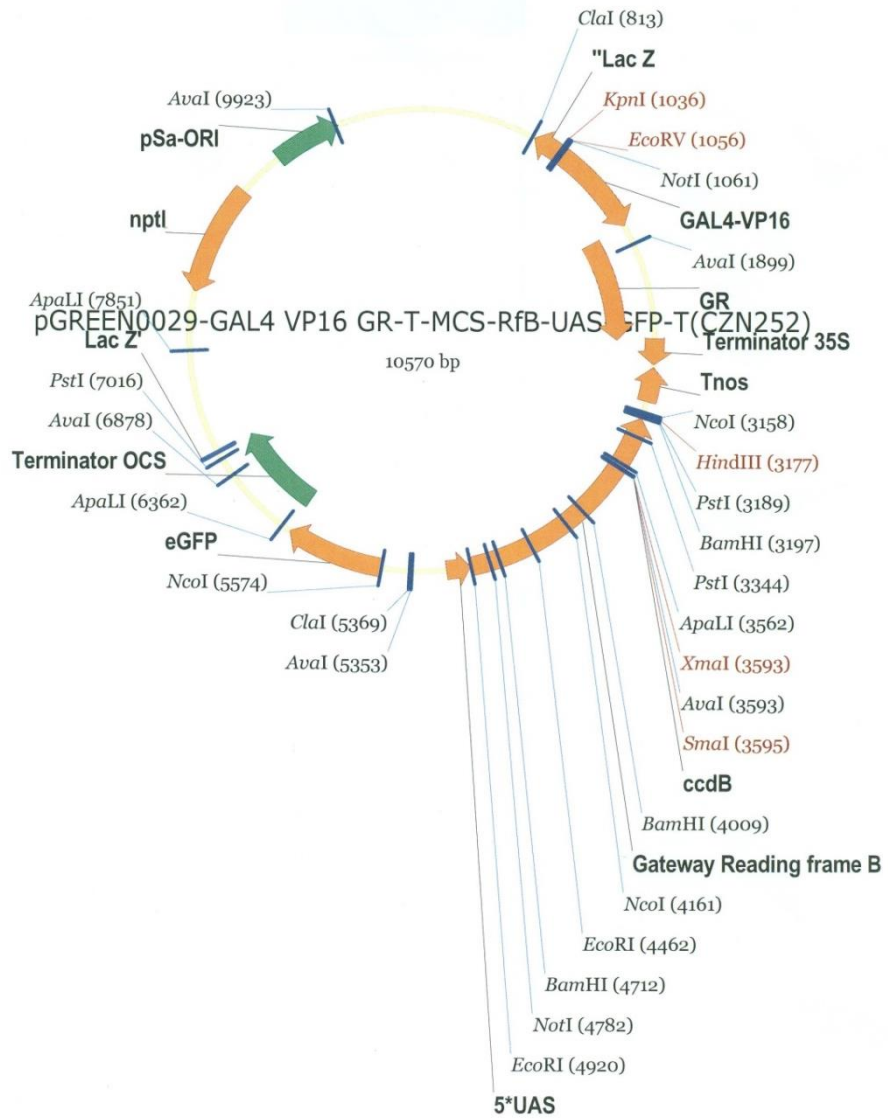 ClaI (813)
"Lac Z
KpnI (1036)
EcoRV (1056)
NotI (1061)
GAL4-VP16
AvaI (1899)
GR
AvaI (9923)
pSa-ORI
nptI
ApaLI (7851)
pGREEN0029-GAL4 VP16 GR-T-MCS-RfB-UAS GFP-T(CZN252)
10570 bp
Lac Z'
PstI (7016)
AvaI (6878)
Terminator OCS
ApaLI (6362)
eGFP
NcoI (5574)
ClaI (5369)
AvaI (5353)
Terminator 35S
Tnos
NcoI (3158)
HindIII (3177)
PstI (3189)
BamHI (3197)
PstI (3344)
ApaLI (3562)
XmaI (3593)
AvaI (3593)
SmaI (3595)
ccdB
BamHI (4009)
Gateway Reading frame B
NcoI (4161)
EcoRI (4462)
BamHI (4712)
NotI (4782)
EcoRI (4920)
5*UAS